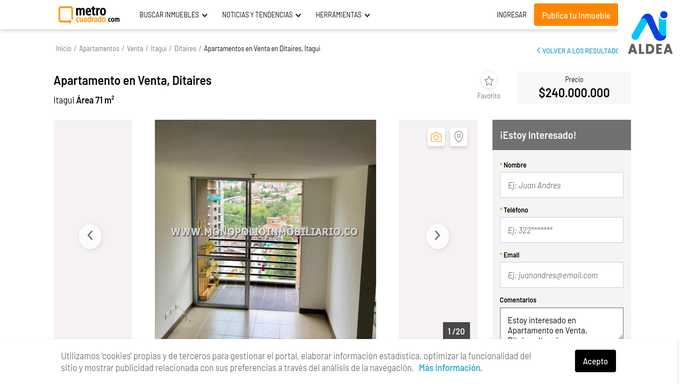 metro
cuadrado.com
BUSCAR INMUEBLES
NOTICIAS Y TENDENCIAS
HERRAMIENTAS
INGRESAR
Publica tu Inmueble
ALDEA
Inicio / Apartamentos / Venta / Itagui / Ditaires / Apartamentos en Venta en Ditaires, Itagui
VOLVER A LOS RESULTAD
Apartamento en Venta, Ditaires
Itagui Área 71 m²
Favorito
Precio
$240.000.000
¡Estoy Interesado!
* Nombre
Ej: Juan Andres
* Teléfono
Ej: 322*******
* Email
Ej: juanandres@email.com
Comentarios
Estoy interesado en
Apartamento en Venta,
WWW.MONOPOLIOINMOBILIARIO.CO
1 / 20
Utilizamos 'cookies' propias y de terceros para gestionar el portal, elaborar información estadística, optimizar la funcionalidad del
sitio y mostrar publicidad relacionada con sus preferencias a través del análisis de la navegación. Más Información.
Acepto